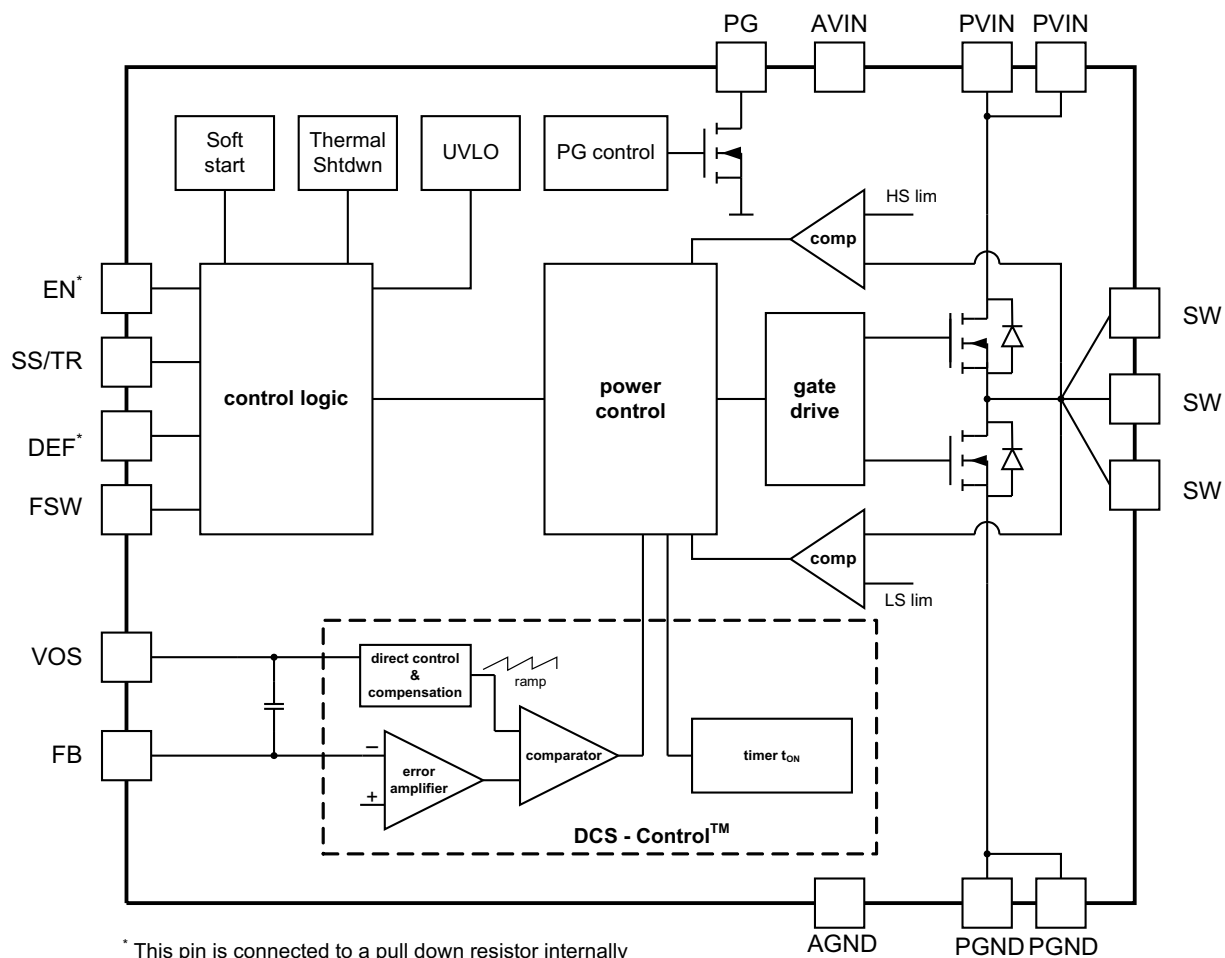 PG
AVIN
PVIN
PVIN
Soft
start
Thermal
Shtdwn
UVLO
PG control
HS lim
comp
EN*
SS/TR
DEF*
FSW
control logic
power
control
gate
drive
SW
SW
SW
comp
LS lim
VOS
FB
direct control
&
compensation
ramp
−
+
error
amplifier
comparator
timer tON
DCS - Control™
AGND
PGND
PGND
* This pin is connected to a pull down resistor internally